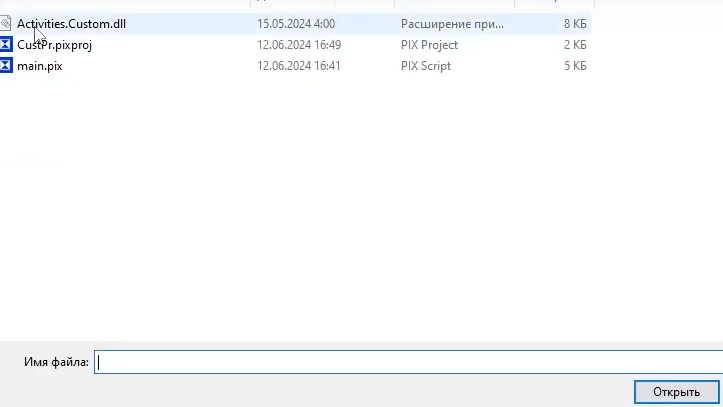 Activities.Custom.dll 15.05.2024 4:00 Расширение при... 8 КБ
CustPr.pixproj 12.06.2024 16:49 PIX Project 2 КБ
main.pix 12.06.2024 16:41 PIX Script 5 КБ
Имя файла:
Открыть